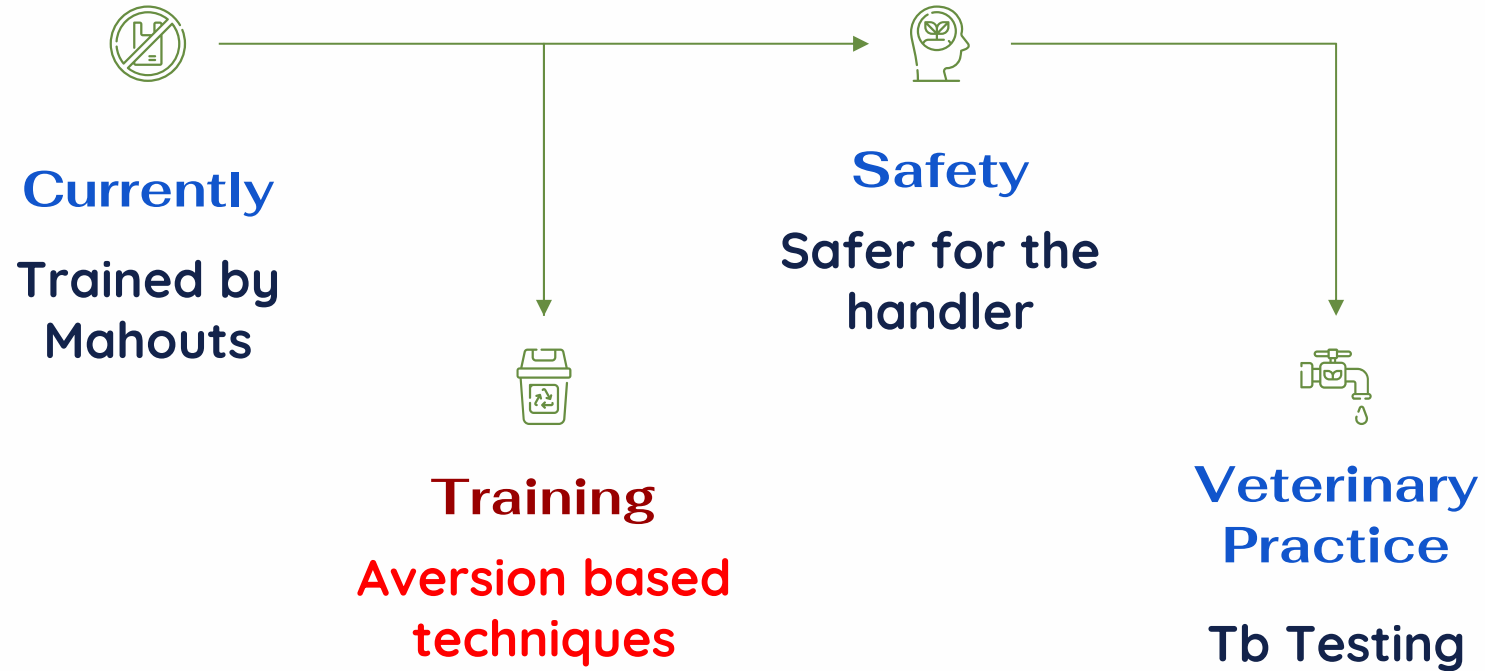 Currently
Trained by
Mahouts
Training
Aversion based
techniques
Safety
Safer for the
handler
Veterinary
Practice
Tb Testing